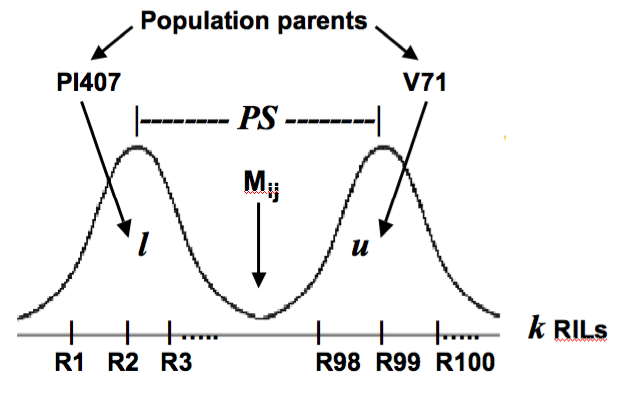 Population parents
PI407 V71
|-------- PS --------|
Mij
l u
k RILs
R1 R2 R3 ..... R98 R99 R100 .....